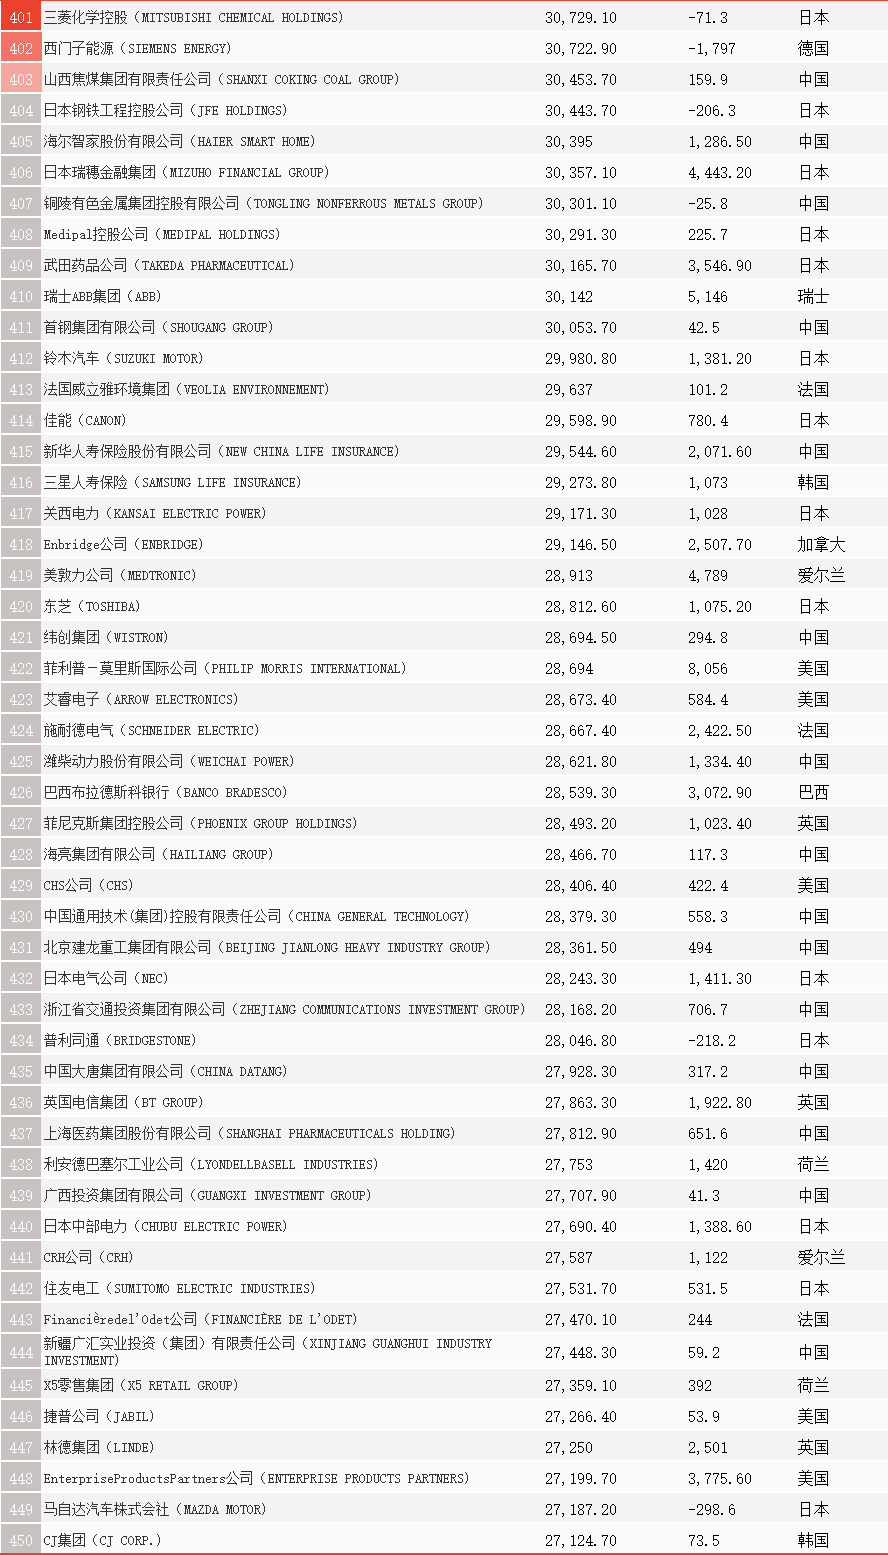 401 三菱化学控股（MITSUBISHI CHEMICAL HOLDINGS) 30,729.10 -71.3 日本
402 西门子能源（SIEMENS ENERGY) 30,722.90 -1,797 德国
403 山西焦煤集团有限责任公司（SHANXI COKING COAL GROUP) 30,453.70 159.9 中国
404 日本钢铁工程控股公司（JFE HOLDINGS) 30,443.70 -206.3 日本
405 海尔智家股份有限公司（HAIER SMART HOME) 30,395 1,286.50 中国
406 日本瑞穗金融集团（MIZUHO FINANCIAL GROUP) 30,357.10 4,443.20 日本
407 铜陵有色金属集团控股有限公司（TONGLING NONFERROUS METALS GROUP) 30,301.10 -25.8 中国
408 Medipal控股公司（MEDIPAL HOLDINGS) 30,291.30 225.7 日本
409 武田药品公司（TAKEDA PHARMACEUTICAL) 30,165.70 3,546.90 日本
410 瑞士ABB集团（ABB) 30,142 5,146 瑞士
411 首钢集团有限公司（SHOUGANG GROUP) 30,053.70 42.5 中国
412 铃木汽车（SUZUKI MOTOR) 29,980.80 1,381.20 日本
413 法国威立雅环境集团（VEOLIA ENVIRONNEMENT) 29,637 101.2 法国
414 佳能（CANON) 29,598.90 780.4 日本
415 新华人寿保险股份有限公司（NEW CHINA LIFE INSURANCE) 29,544.60 2,071.60 中国
416 三星人寿保险（SAMSUNG LIFE INSURANCE) 29,273.80 1,073 韩国
417 关西电力（KANSAI ELECTRIC POWER) 29,171.30 1,028 日本
418 Enbridge公司（ENBRIDGE) 29,146.50 2,507.70 加拿大
419 美敦力公司（MEDTRONIC) 28,913 4,789 爱尔兰
420 东芝（TOSHIBA) 28,812.60 1,075.20 日本
421 纬创集团（WISTRON) 28,694.50 294.8 中国
422 菲利普－莫里斯国际公司（PHILIP MORRIS INTERNATIONAL) 28,694 8,056 美国
423 艾睿电子（ARROW ELECTRONICS) 28,673.40 584.4 美国
424 施耐德电气（SCHNEIDER ELECTRIC) 28,667.40 2,422.50 法国
425 潍柴动力股份有限公司（WEICHAI POWER) 28,621.80 1,334.40 中国
426 巴西布拉德斯科银行（BANCO BRADESCO) 28,539.30 3,072.90 巴西
427 菲尼克斯集团控股公司（PHOENIX GROUP HOLDINGS) 28,493.20 1,023.40 英国
428 海亮集团有限公司（HAILIANG GROUP) 28,466.70 117.3 中国
429 CHS公司（CHS) 28,406.40 422.4 美国
430 中国通用技术(集团)控股有限责任公司（CHINA GENERAL TECHNOLOGY) 28,379.30 558.3 中国
431 北京建龙重工集团有限公司（BEIJING JIANLONG HEAVY INDUSTRY GROUP) 28,361.50 494 中国
432 日本电气公司（NEC) 28,243.30 1,411.30 日本
433 浙江省交通投资集团有限公司（ZHEJIANG COMMUNICATIONS INVESTMENT GROUP) 28,168.20 706.7 中国
434 普利司通（BRIDGESTONE) 28,046.80 -218.2 日本
435 中国大唐集团有限公司（CHINA DATANG) 27,928.30 317.2 中国
436 英国电信集团（BT GROUP) 27,863.30 1,922.80 英国
437 上海医药集团股份有限公司（SHANGHAI PHARMACEUTICALS HOLDING) 27,812.90 651.6 中国
438 利安德巴塞尔工业公司（LYONDELLBASELL INDUSTRIES) 27,753 1,420 荷兰
439 广西投资集团有限公司（GUANGXI INVESTMENT GROUP) 27,707.90 41.3 中国
440 日本中部电力（CHUBU ELECTRIC POWER) 27,690.40 1,388.60 日本
441 CRH公司（CRH) 27,587 1,122 爱尔兰
442 住友电工（SUMITOMO ELECTRIC INDUSTRIES) 27,531.70 531.5 日本
443 Financièredel'Odet公司（FINANCIÈRE DE L'ODET) 27,470.10 244 法国
444 新疆广汇实业投资（集团）有限责任公司（XINJIANG GUANGHUI INDUSTRY
INVESTMENT) 27,448.30 59.2 中国
445 X5零售集团（X5 RETAIL GROUP) 27,359.10 392 荷兰
446 捷普公司（JABIL) 27,266.40 53.9 美国
447 林德集团（LINDE) 27,250 2,501 英国
448 EnterpriseProductsPartners公司（ENTERPRISE PRODUCTS PARTNERS) 27,199.70 3,775.60 美国
449 马自达汽车株式会社（MAZDA MOTOR) 27,187.20 -298.6 日本
450 CJ集团（CJ CORP.) 27,124.70 73.5 韩国